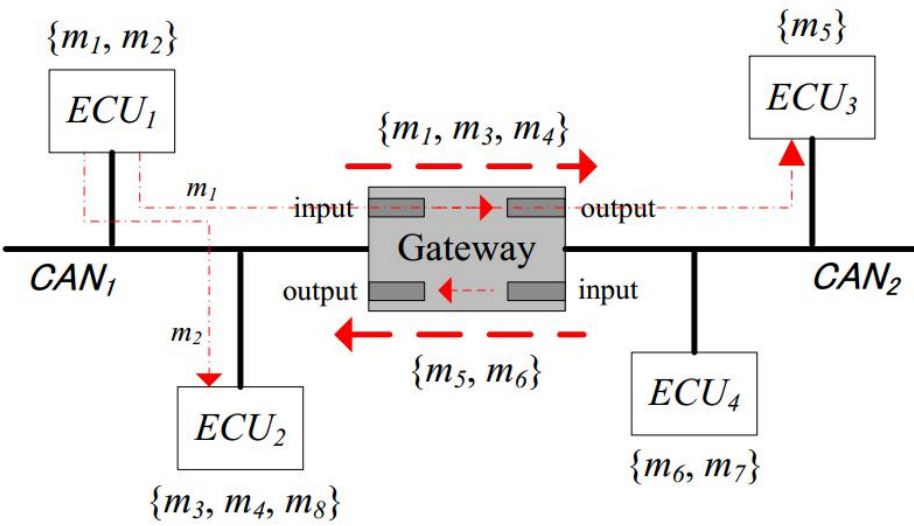 {m₁, m₂}
{m₅}
ECU₁
ECU₃
{m₁, m₃, m₄}
m₁
input
output
Gateway
CAN₁
CAN₂
output
input
m₂
{m₅, m₆}
ECU₂
ECU₄
{m₃, m₄, m₈}
{m₆, m₇}